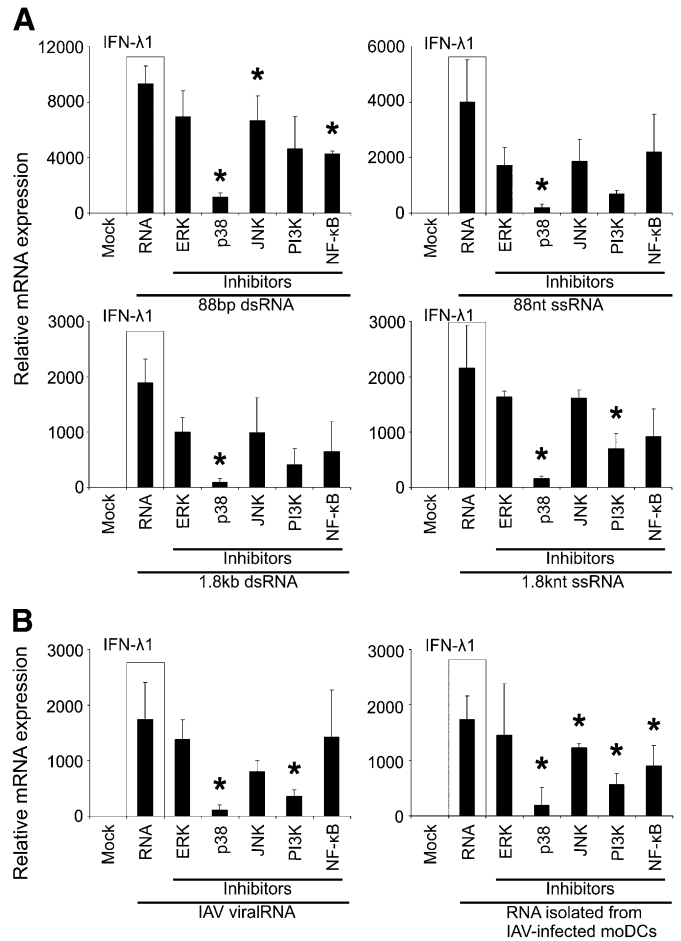 A
Relative mRNA expression
IFN-λ1
12000
8000
4000
0
Mock
RNA
ERK
p38
JNK
PI3K
NF-κB
Inhibitors
88bp dsRNA
IFN-λ1
6000
4000
2000
0
Mock
RNA
ERK
p38
JNK
PI3K
NF-κB
Inhibitors
88nt ssRNA
IFN-λ1
3000
2000
1000
0
Mock
RNA
ERK
p38
JNK
PI3K
NF-κB
Inhibitors
1.8kb dsRNA
IFN-λ1
3000
2000
1000
0
Mock
RNA
ERK
p38
JNK
PI3K
NF-κB
Inhibitors
1.8knt ssRNA
B
Relative mRNA expression
IFN-λ1
3000
2000
1000
0
Mock
RNA
ERK
p38
JNK
PI3K
NF-κB
Inhibitors
IAV viralRNA
IFN-λ1
3000
2000
1000
0
Mock
RNA
ERK
p38
JNK
PI3K
NF-κB
Inhibitors
RNA isolated from
IAV-infected moDCs